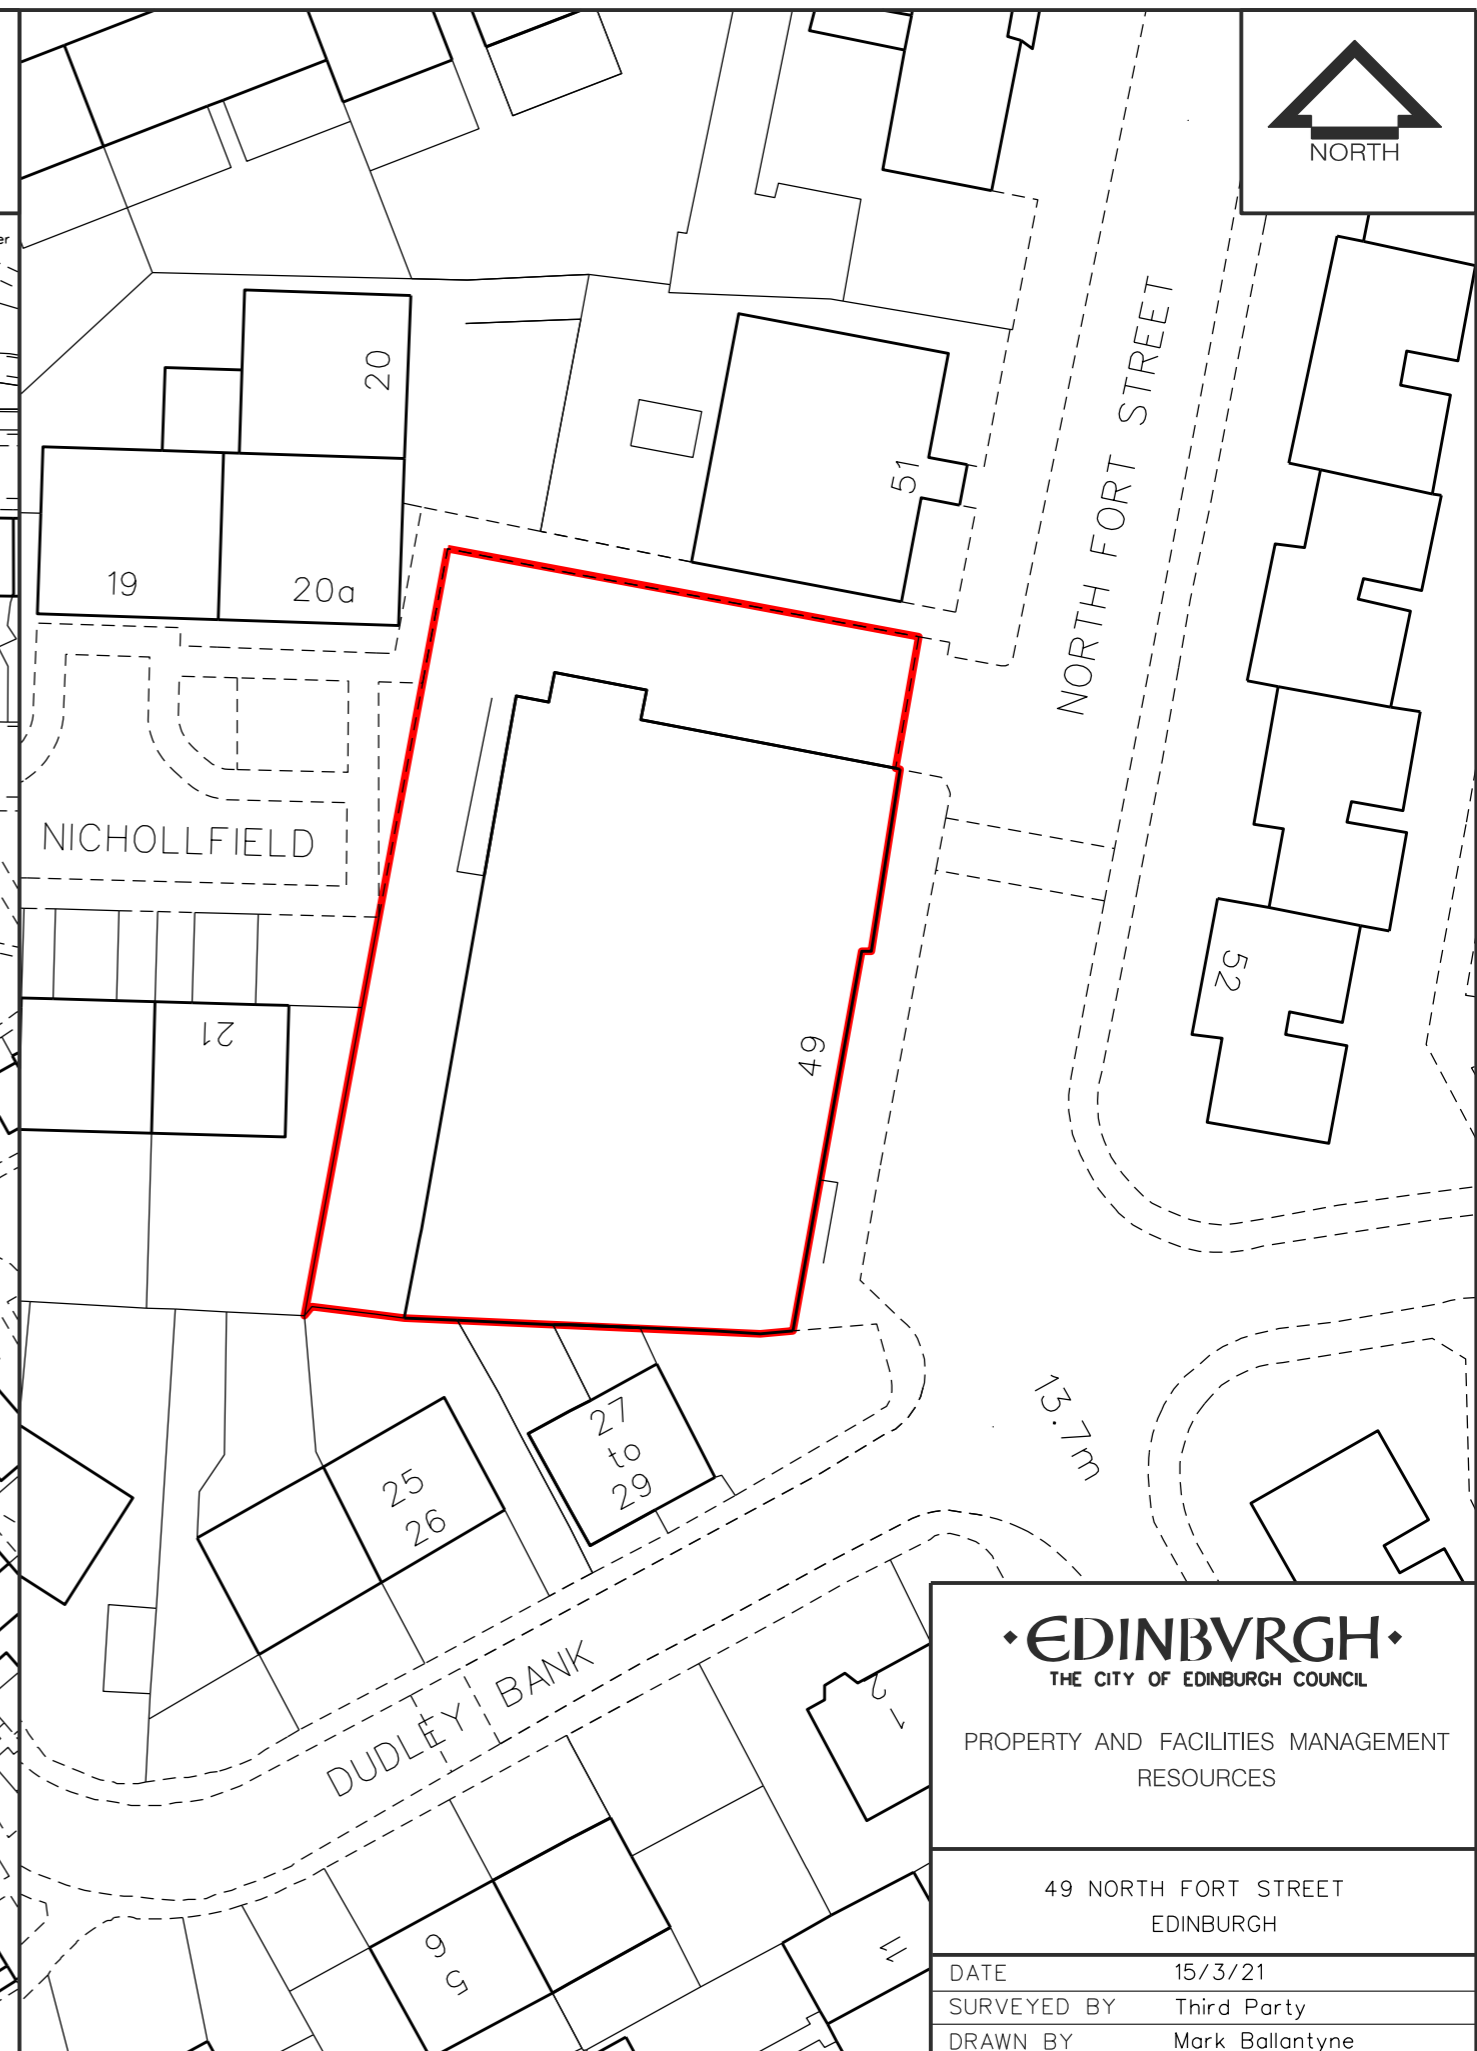 NORTH
er
20
51
19
20a
NORTH FORT STREET
NICHOLLFIELD
21
49
52
27
to
29
25
26
13.7m
DUDLEY BANK
1
2
6
5
11
EDINBVRGH
THE CITY OF EDINBURGH COUNCIL
PROPERTY AND FACILITIES MANAGEMENT
RESOURCES
49 NORTH FORT STREET
EDINBURGH
DATE 15/3/21
SURVEYED BY Third Party
DRAWN BY Mark Ballantyne